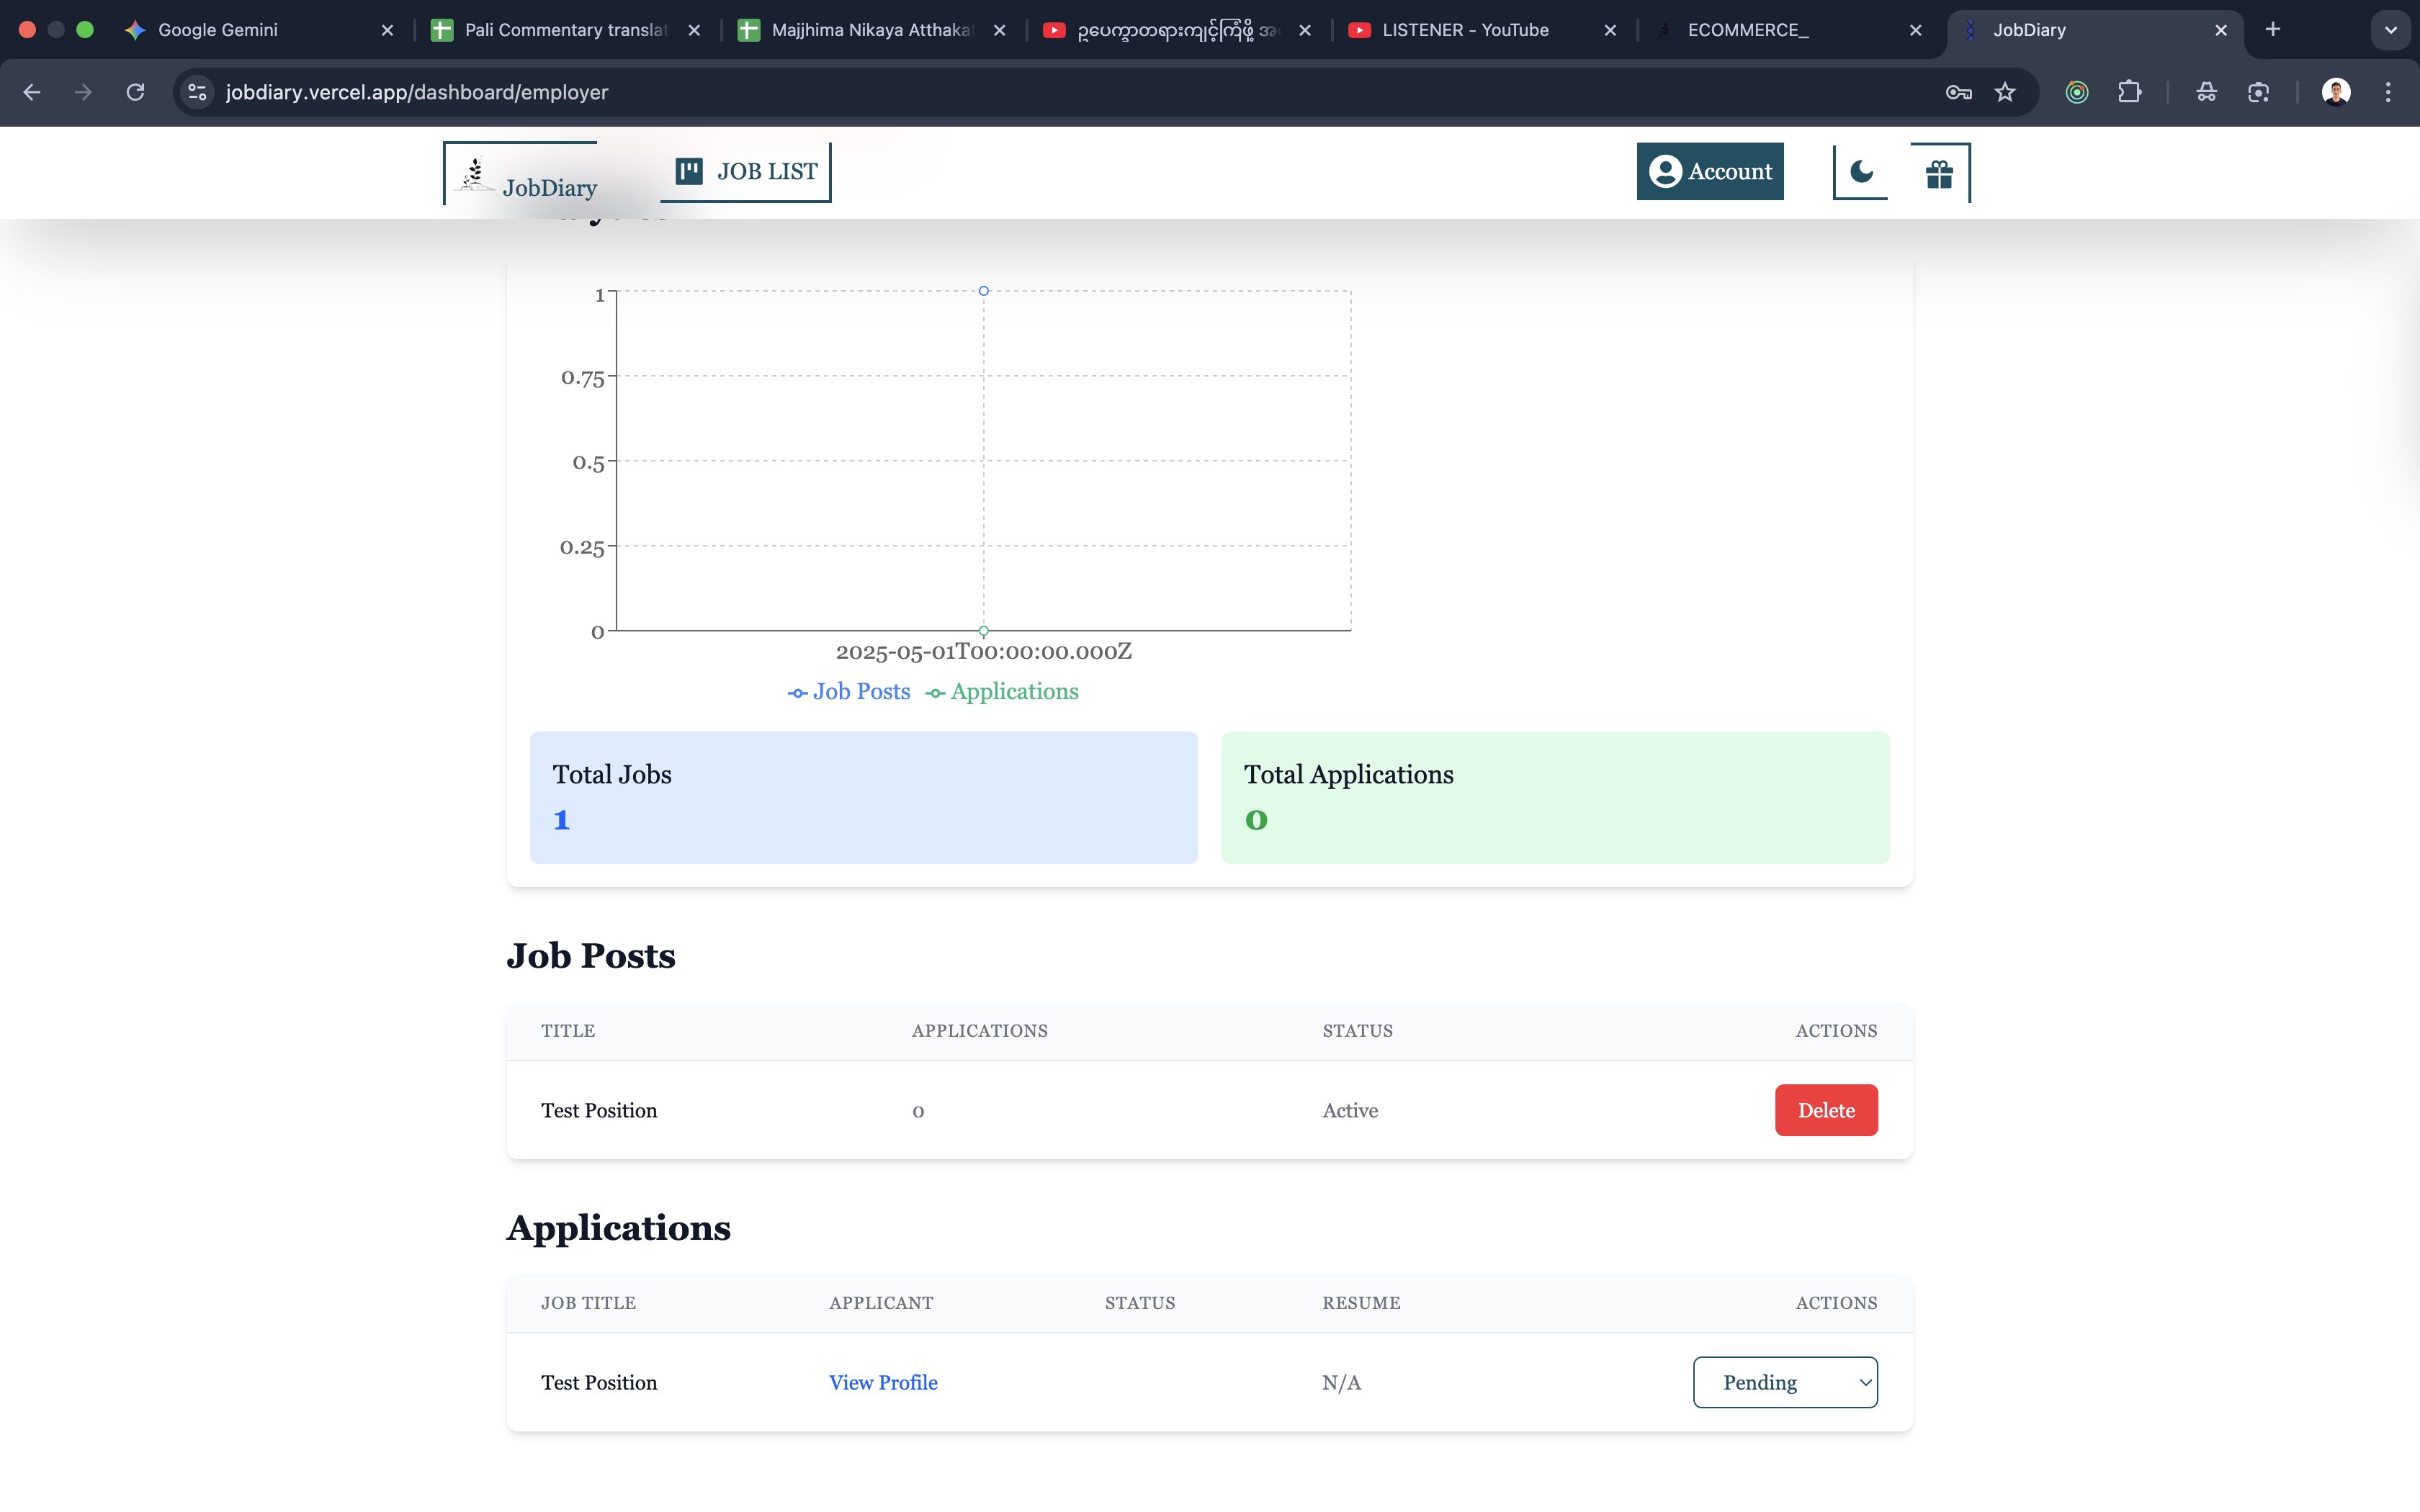 Google Gemini
Pali Commentary translat
Majjhima Nikaya Atthakat
ဥပေက္ခာတရားကျင့်ကြံဖို့ အ
LISTENER - YouTube
ECOMMERCE_
JobDiary
jobdiary.vercel.app/dashboard/employer
JobDiary
JOB LIST
Account
1
0.75
0.5
0.25
0
2025-05-01T00:00:00.000Z
Job Posts Applications
Total Jobs
1
Total Applications
0
Job Posts
TITLE APPLICATIONS STATUS ACTIONS
Test Position 0 Active Delete
Applications
JOB TITLE APPLICANT STATUS RESUME ACTIONS
Test Position View Profile N/A Pending